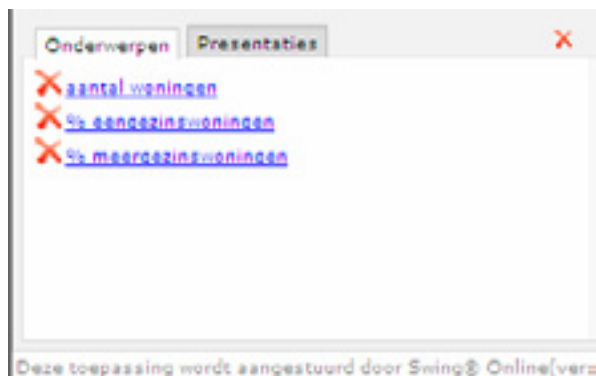 Onderwerpen Presentaties
aantal woningen
% eengezinswoningen
% meergezinswoningen
Deze toepassing wordt aangestuurd door Swing® Online